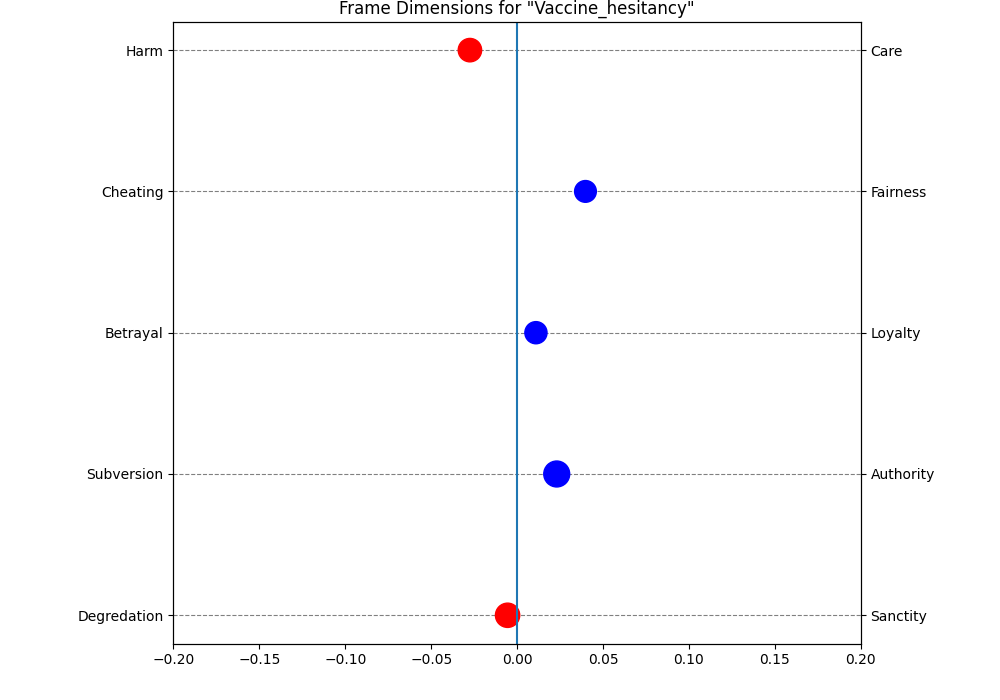 Frame Dimensions for "Vaccine_hesitancy"
Harm Care
Cheating Fairness
Betrayal Loyalty
Subversion Authority
Degredation Sanctity
−0.20 −0.15 −0.10 −0.05 0.00 0.05 0.10 0.15 0.20